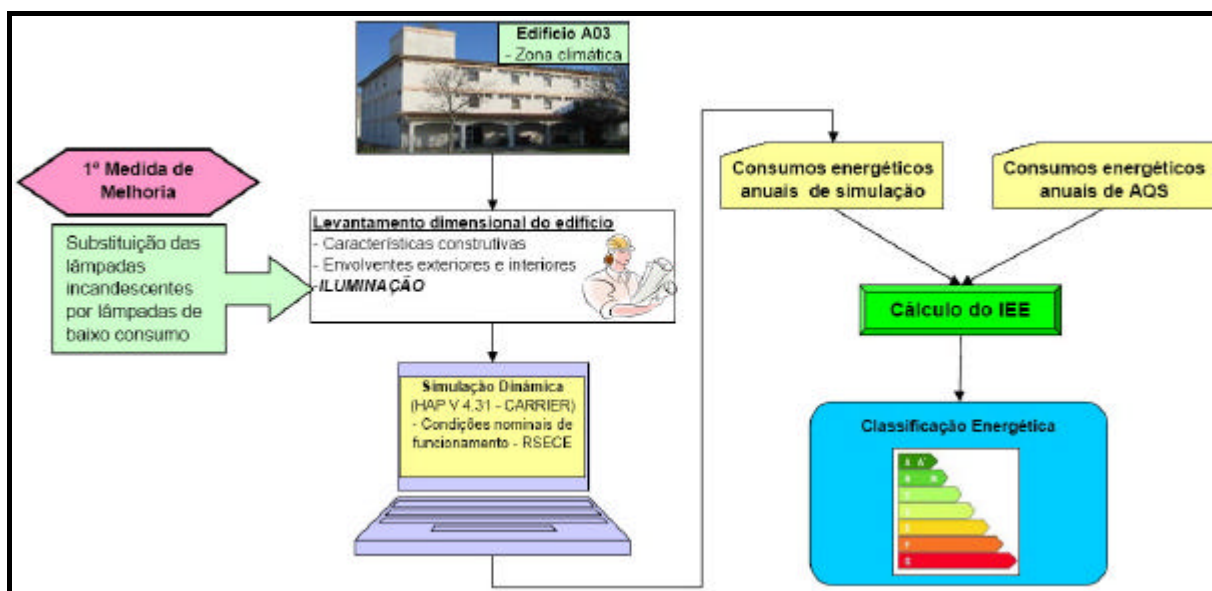 Edifício A03
- Zona climática
1º Medida de
Melhoria
Substituição das
lâmpadas
incandescentes
por lâmpadas de
baixo consumo
Levantamento dimensional do edifício
- Características construtivas
- Envolventes exteriores e interiores
-ILUMINAÇÃO
Simulação Dinâmica
(HAP V 4.31 - CARRIER)
- Condições nominais de
funcionamento - RSECE
Consumos energéticos
anuais de simulação
Consumos energéticos
anuais de AQS
Cálculo do IEE
Classificação Energética